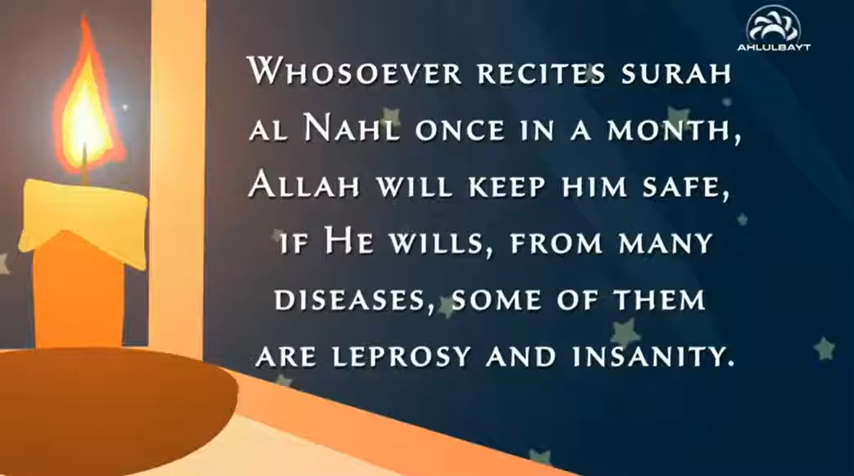 AHLULBAYT
Whosoever recites surah
al Nahl once in a month,
Allah will keep him safe,
if He wills, from many
diseases, some of them
are leprosy and insanity.